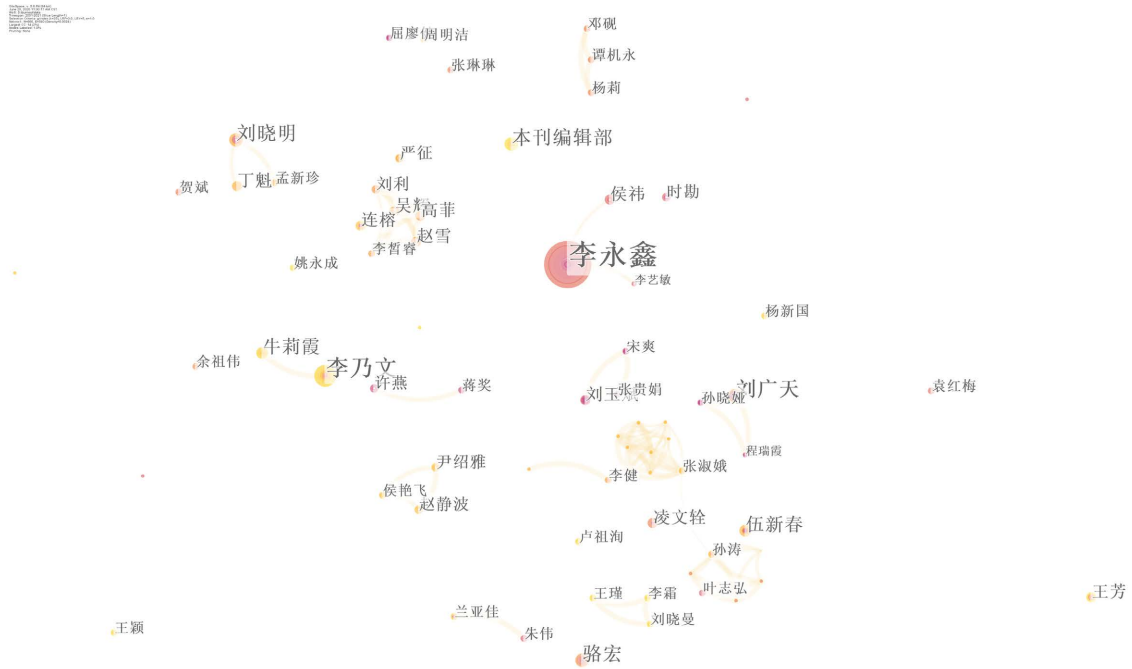 邓砚
屈廖
周明洁
谭机永
张琳琳
杨莉
刘晓明
本刊编辑部
严征
丁魁
孟新珍
贺斌
刘利
侯祎
时勘
吴
高菲
连榕
赵雪
李皙睿
李永鑫
姚永成
李艺敏
杨新国
牛莉霞
宋爽
余祖伟
李乃文
许燕
蒋奖
刘玉
张贵娟
孙晓娅
刘广天
袁红梅
程瑞霞
尹绍雅
张淑娥
李健
侯艳飞
赵静波
凌文辁
伍新春
卢祖洵
孙涛
叶志弘
王瑾
李霜
王芳
兰亚佳
刘晓曼
王颖
朱伟
骆宏